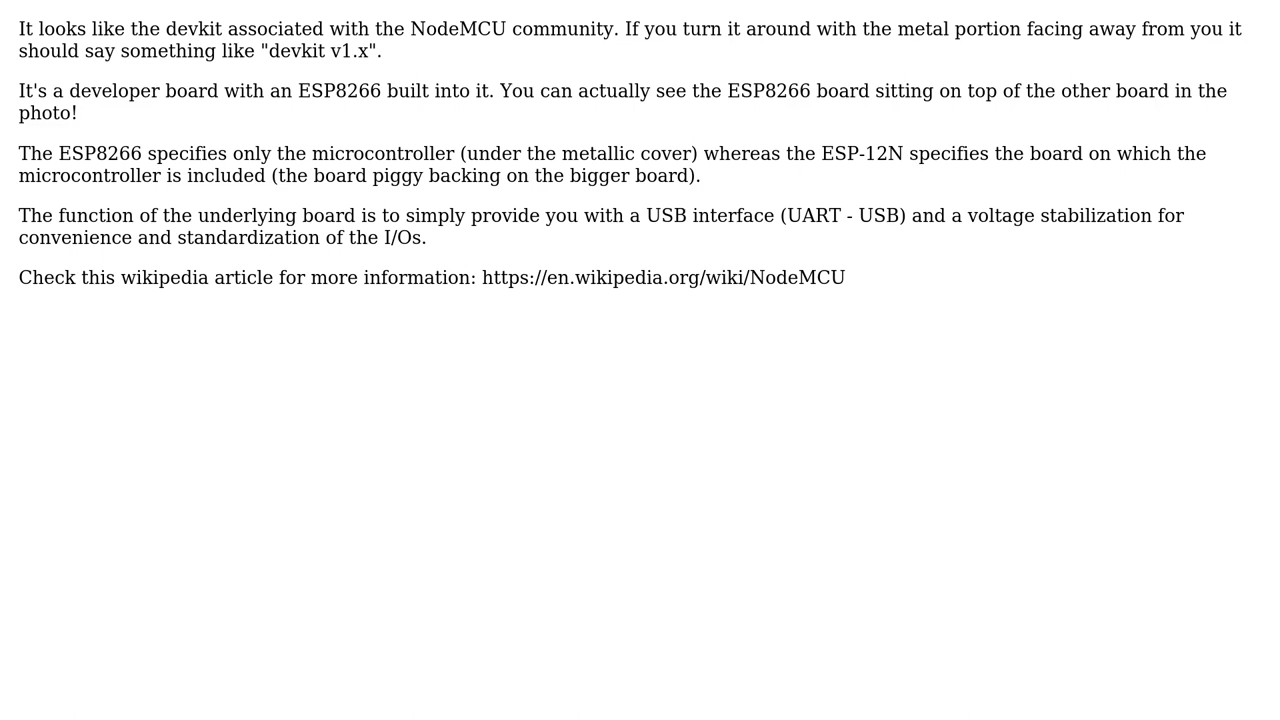 It looks like the devkit associated with the NodeMCU community. If you turn it around with the metal portion facing away from you it
should say something like "devkit v1.x".
It's a developer board with an ESP8266 built into it. You can actually see the ESP8266 board sitting on top of the other board in the
photo!
The ESP8266 specifies only the microcontroller (under the metallic cover) whereas the ESP-12N specifies the board on which the
microcontroller is included (the board piggy backing on the bigger board).
The function of the underlying board is to simply provide you with a USB interface (UART - USB) and a voltage stabilization for
convenience and standardization of the I/Os.
Check this wikipedia article for more information: https://en.wikipedia.org/wiki/NodeMCU